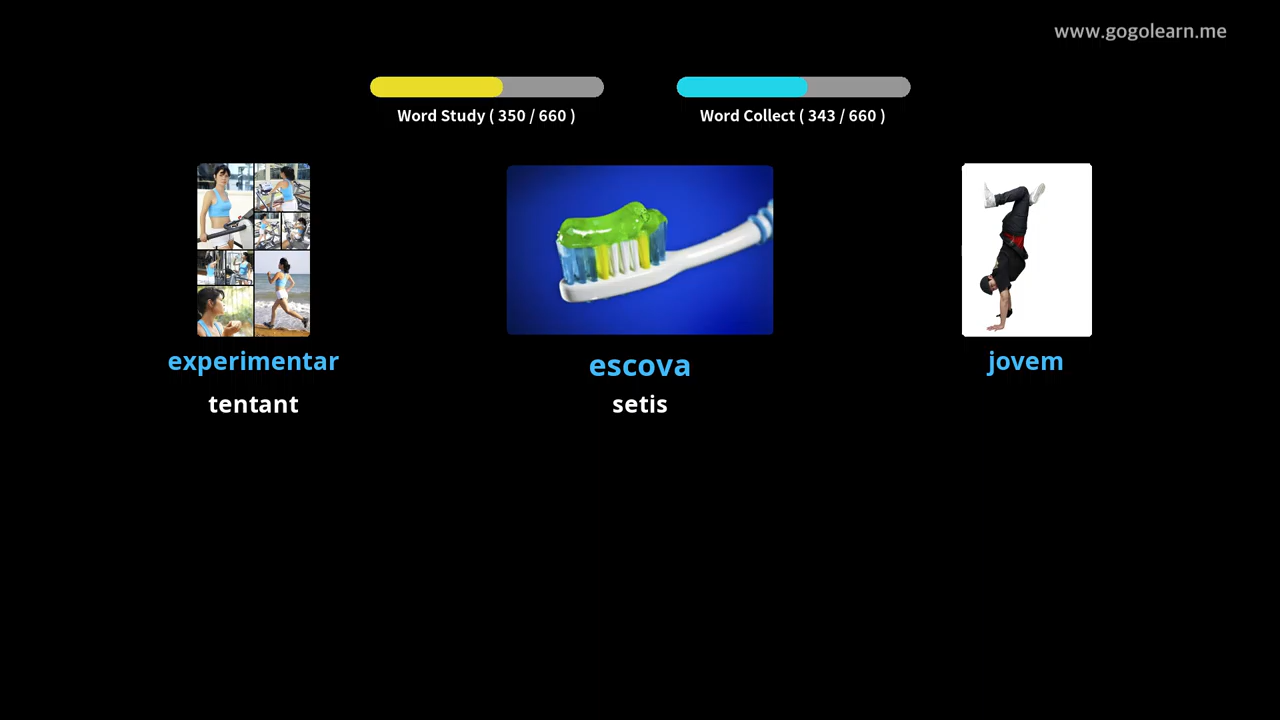 www.gogolearn.me
Word Study ( 350 / 660 )
Word Collect ( 343 / 660 )
experimentar
escova
jovem
tentant
setis